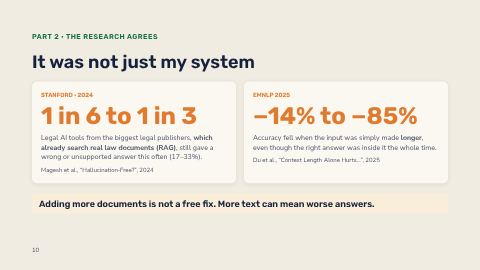 PART 2 • THE RESEARCH AGREES
It was not just my system
STANFORD • 2024
1 in 6 to 1 in 3
Legal AI tools from the biggest legal publishers, which
already search real law documents (RAG), still gave a
wrong or unsupported answer this often (17–33%).
Magesh et al., "Hallucination-Free?", 2024
EMNLP 2025
−14% to −85%
Accuracy fell when the input was simply made longer,
even though the right answer was inside it the whole time.
Du et al., "Context Length Alone Hurts…", 2025
Adding more documents is not a free fix. More text can mean worse answers.
10